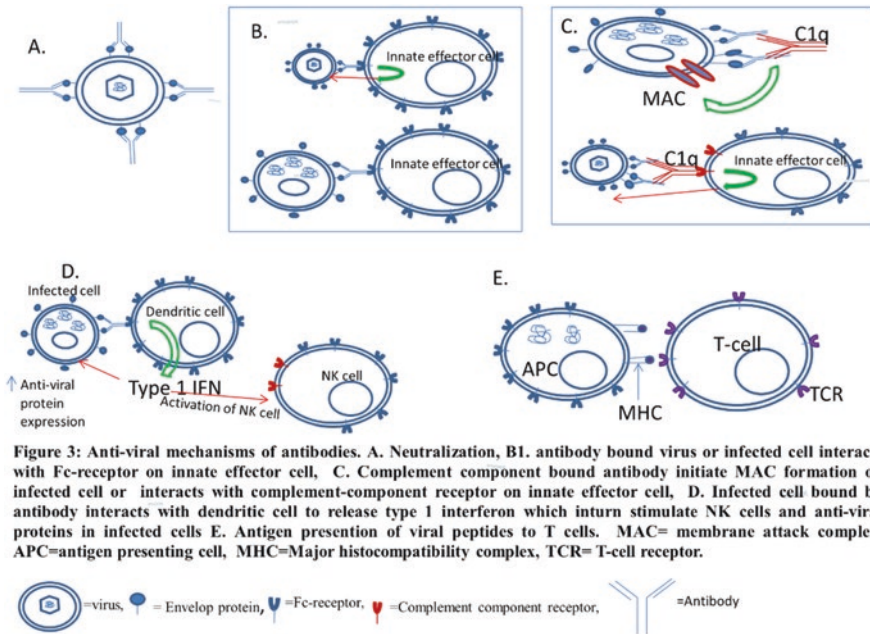 A.
B.
Innate effector cell
Innate effector cell
C.
C1q
MAC
C1q
Innate effector cell
D.
Infected cell
Dendritic cell
Anti-viral
protein
expression
Type 1 IFN
Activation of NK cell
NK cell
E.
APC
MHC
T-cell
TCR
Figure 3: Anti-viral mechanisms of antibodies. A. Neutralization, B1. antibody bound virus or infected cell interac
with Fc-receptor on innate effector cell, C. Complement component bound antibody initiate MAC formation o
infected cell or interacts with complement-component receptor on innate effector cell, D. Infected cell bound b
antibody interacts with dendritic cell to release type 1 interferon which inturn stimulate NK cells and anti-vir
proteins in infected cells E. Antigen presention of viral peptides to T cells. MAC= membrane attack comple
APC=antigen presenting cell, MHC=Major histocompatibility complex, TCR= T-cell receptor.
=virus, = Envelop protein, =Fc-receptor, =Complement component receptor, =Antibody